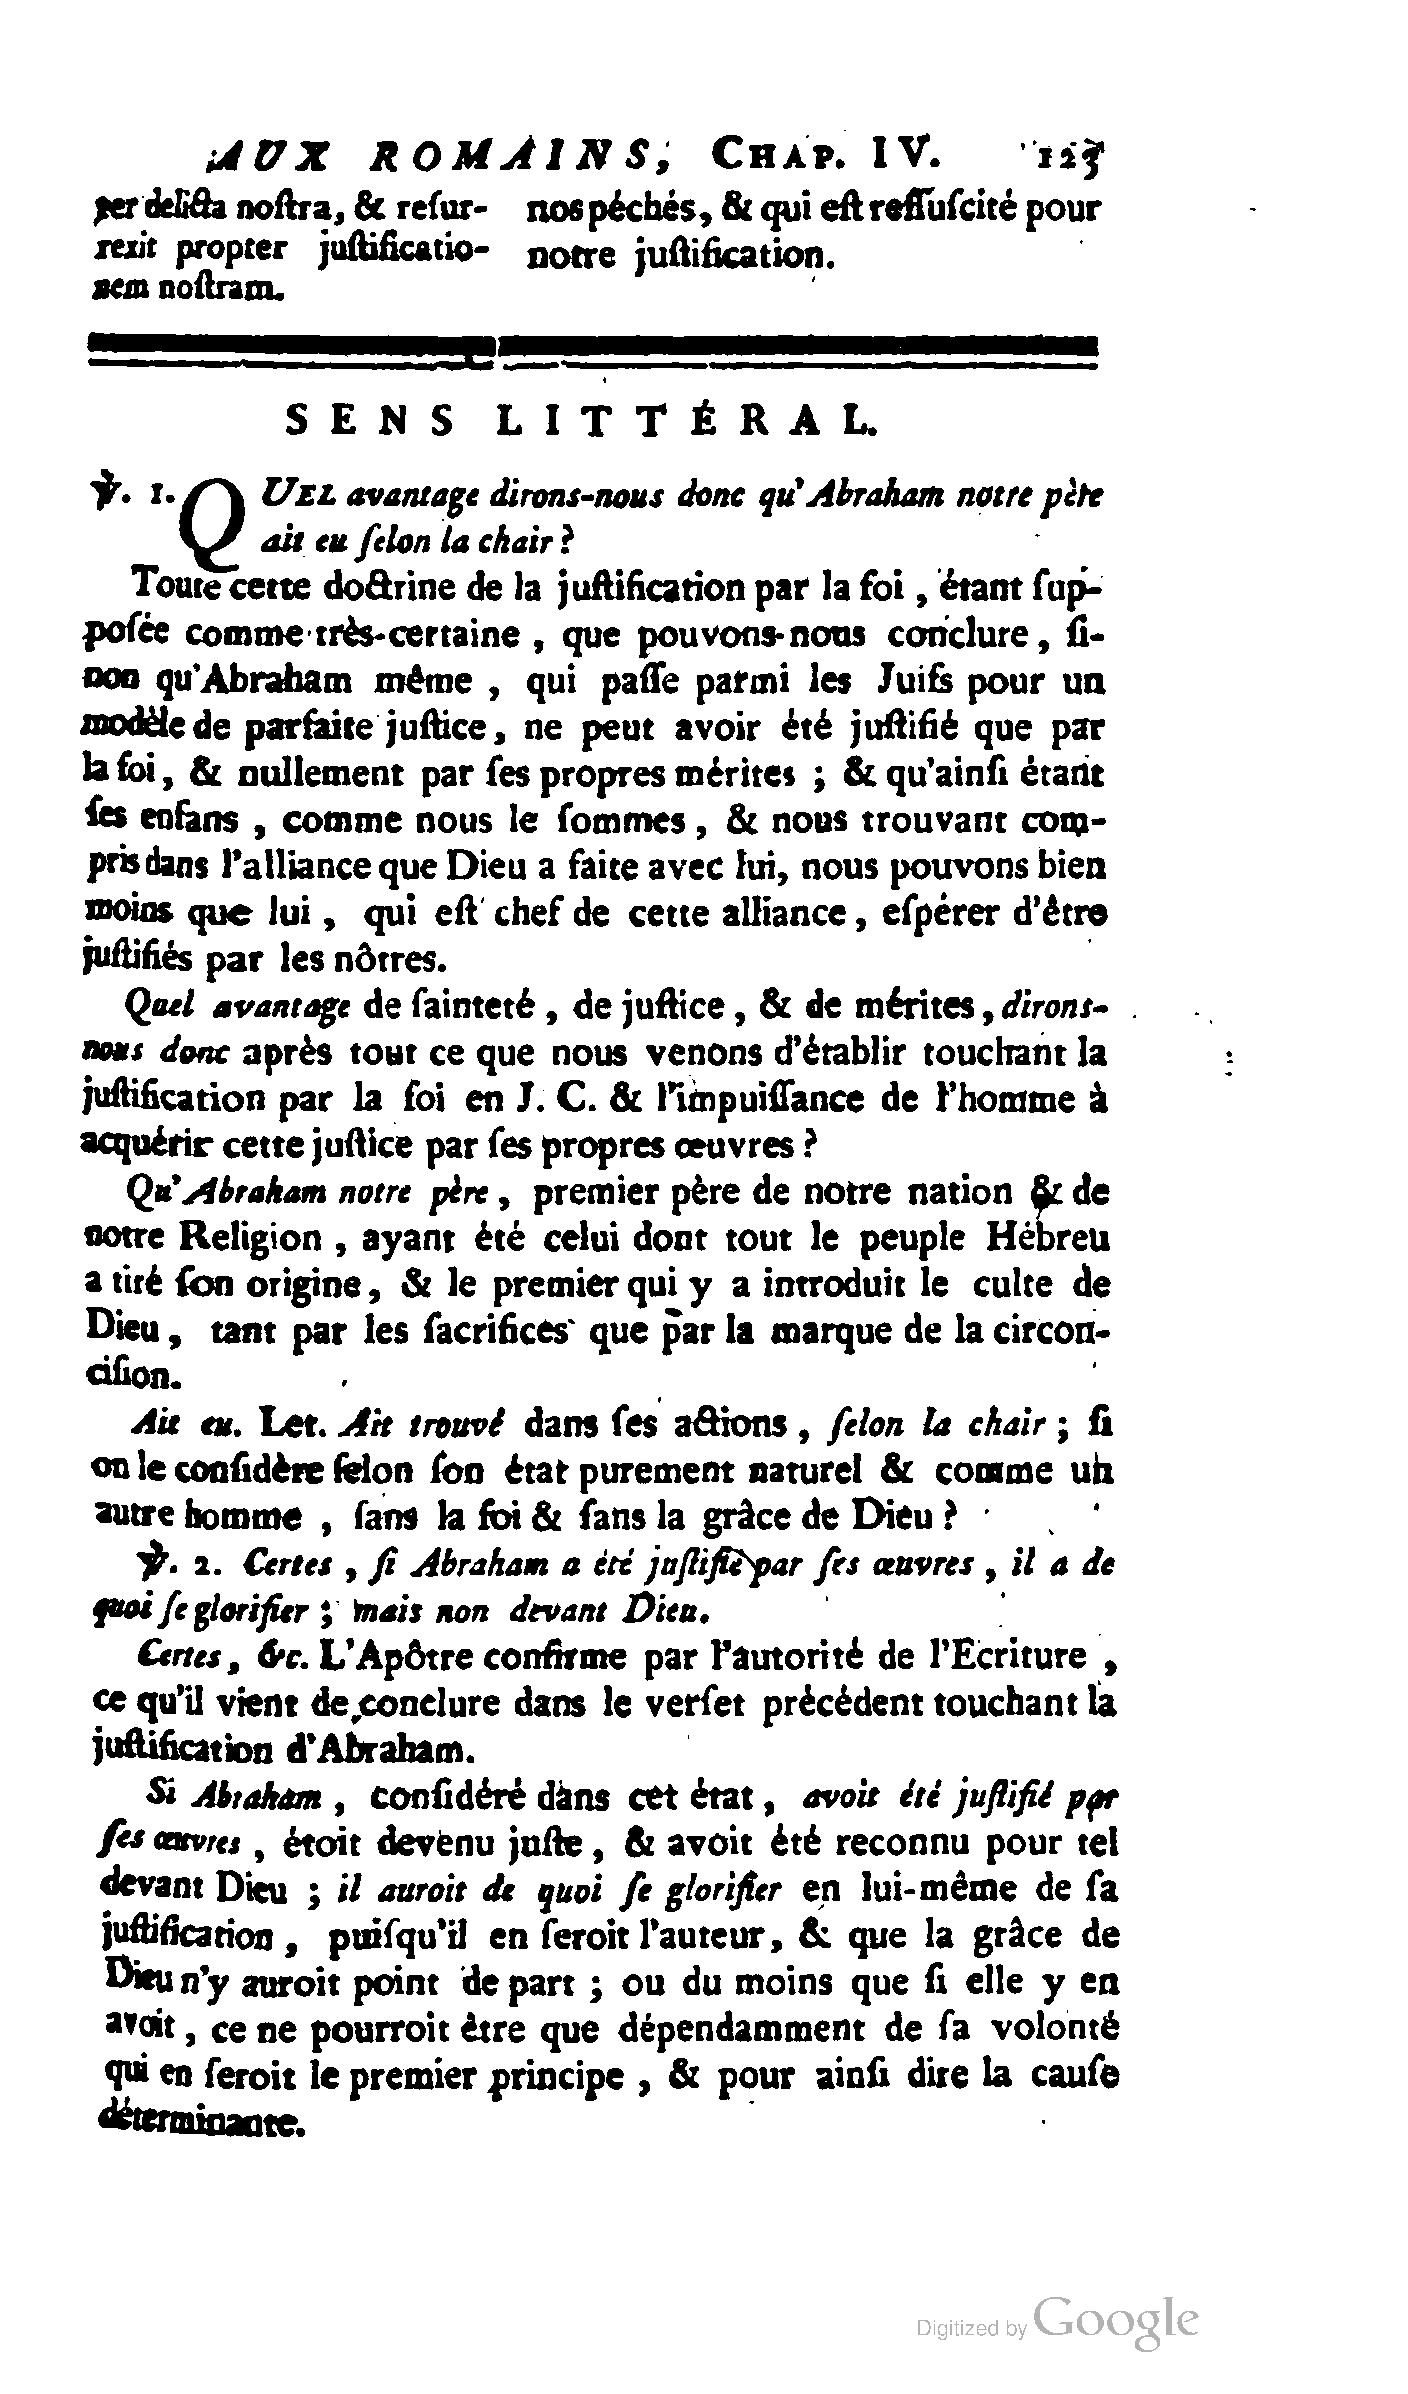 AUX ROMAINS, CHAP. IV. 123
per delicta noſtra, & reſur-
rexit propter juſtificatio-
nem noſtram.
nos péchés, & qui eſt reſſuſcité pour
notre juſtification.
SENS LITTÉRAL.
℣. 1. QUEL avantage dirons-nous donc qu'Abraham notre père
ait eu ſelon la chair ?
Toute cette doctrine de la juſtification par la foi, étant ſup-
poſée comme très-certaine, que pouvons-nous conclure, ſi-
non qu'Abraham même, qui paſſe parmi les Juifs pour un
modèle de parfaite juſtice, ne peut avoir été juſtifié que par
la foi, & nullement par ſes propres mérites ; & qu'ainſi étant
ſes enfans, comme nous le ſommes, & nous trouvant com-
pris dans l'alliance que Dieu a faite avec lui, nous pouvons bien
moins que lui, qui eſt chef de cette alliance, eſpérer d'être
juſtifiés par les nôtres.
Quel avantage de ſainteté, de juſtice, & de mérites, dirons-
nous donc après tout ce que nous venons d'établir touchant la
juſtification par la foi en J. C. & l'impuiſſance de l'homme à
acquérir cette juſtice par ſes propres œuvres ?
Qu'Abraham notre père, premier père de notre nation & de
notre Religion, ayant été celui dont tout le peuple Hébreu
a tiré ſon origine, & le premier qui y a introduit le culte de
Dieu, tant par les ſacrifices que par la marque de la circon-
ciſion.
Ait eu. Let. Ait trouvé dans ſes actions, ſelon la chair ; ſi
on le conſidère ſelon ſon état purement naturel & comme un
autre homme, ſans la foi & ſans la grâce de Dieu ?
℣. 2. Certes, ſi Abraham a été juſtifié par ſes œuvres, il a de
quoi ſe glorifier ; mais non devant Dieu.
Certes, &c. L'Apôtre confirme par l'autorité de l'Ecriture,
ce qu'il vient de conclure dans le verſet précédent touchant la
juſtification d'Abraham.
Si Abraham, conſidéré dans cet état, avoit été juſtifié par
ſes œuvres, étoit devenu juſte, & avoit été reconnu pour tel
devant Dieu ; il auroit de quoi ſe glorifier en lui-même de ſa
juſtification, puiſqu'il en ſeroit l'auteur, & que la grâce de
Dieu n'y auroit point de part ; ou du moins que ſi elle y en
avoit, ce ne pourroit être que dépendamment de ſa volonté
qui en ſeroit le premier principe, & pour ainſi dire la cauſe
déterminante.
Digitized by Google